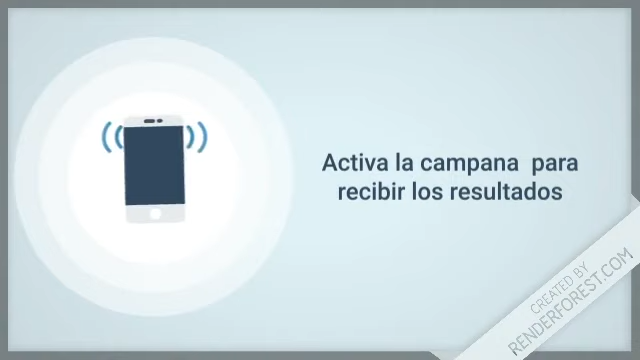 Activa la campana  para
recibir los resultados
CREATED BY
RENDERFOREST.COM